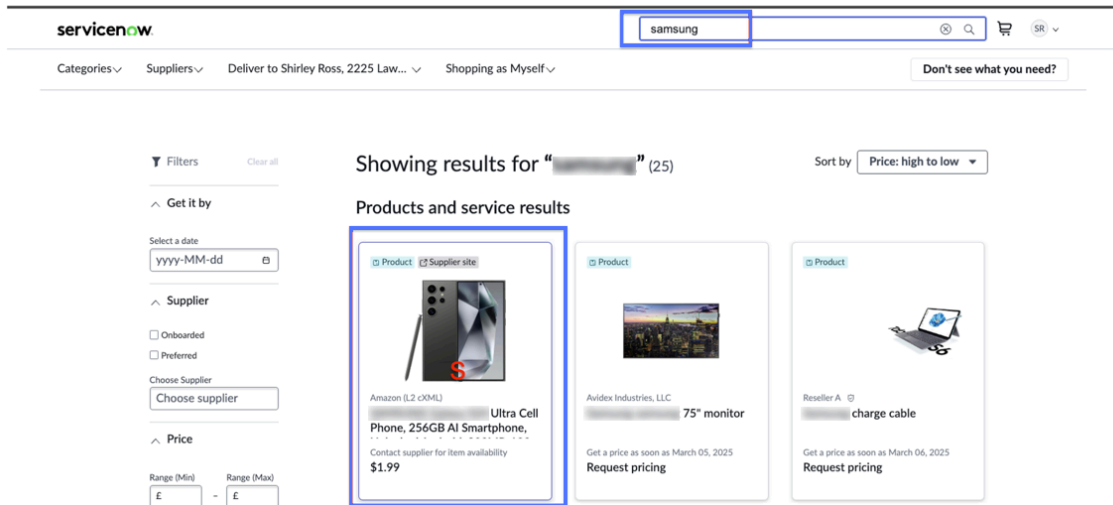 servicenow
samsung
SR
Categories Suppliers Deliver to Shirley Ross, 2225 Law... Shopping as Myself
Don't see what you need?
Filters Clear all
Showing results for “ ” (25)
Sort by Price: high to low
Get it by
Products and service results
Select a date
yyyy-MM-dd
Product Supplier site
Product
Product
Supplier
Onboarded
Preferred
Choose Supplier
Choose supplier
Price
Range (Min) Range (Max)
£ – £
S
Amazon (L2 cXML)
Ultra Cell
Phone, 256GB AI Smartphone,
Contact supplier for item availability
$1.99
Avidex Industries, LLC
75" monitor
Get a price as soon as March 05, 2025
Request pricing
S6
Reseller A
charge cable
Get a price as soon as March 06, 2025
Request pricing